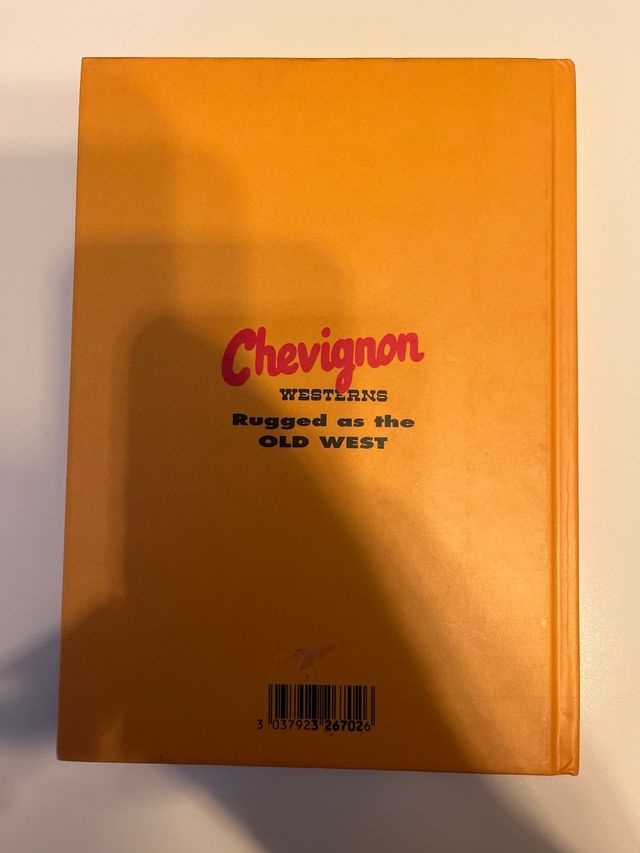 Chevignon
WESTERNS
Rugged as the
OLD WEST
3 037923 267026